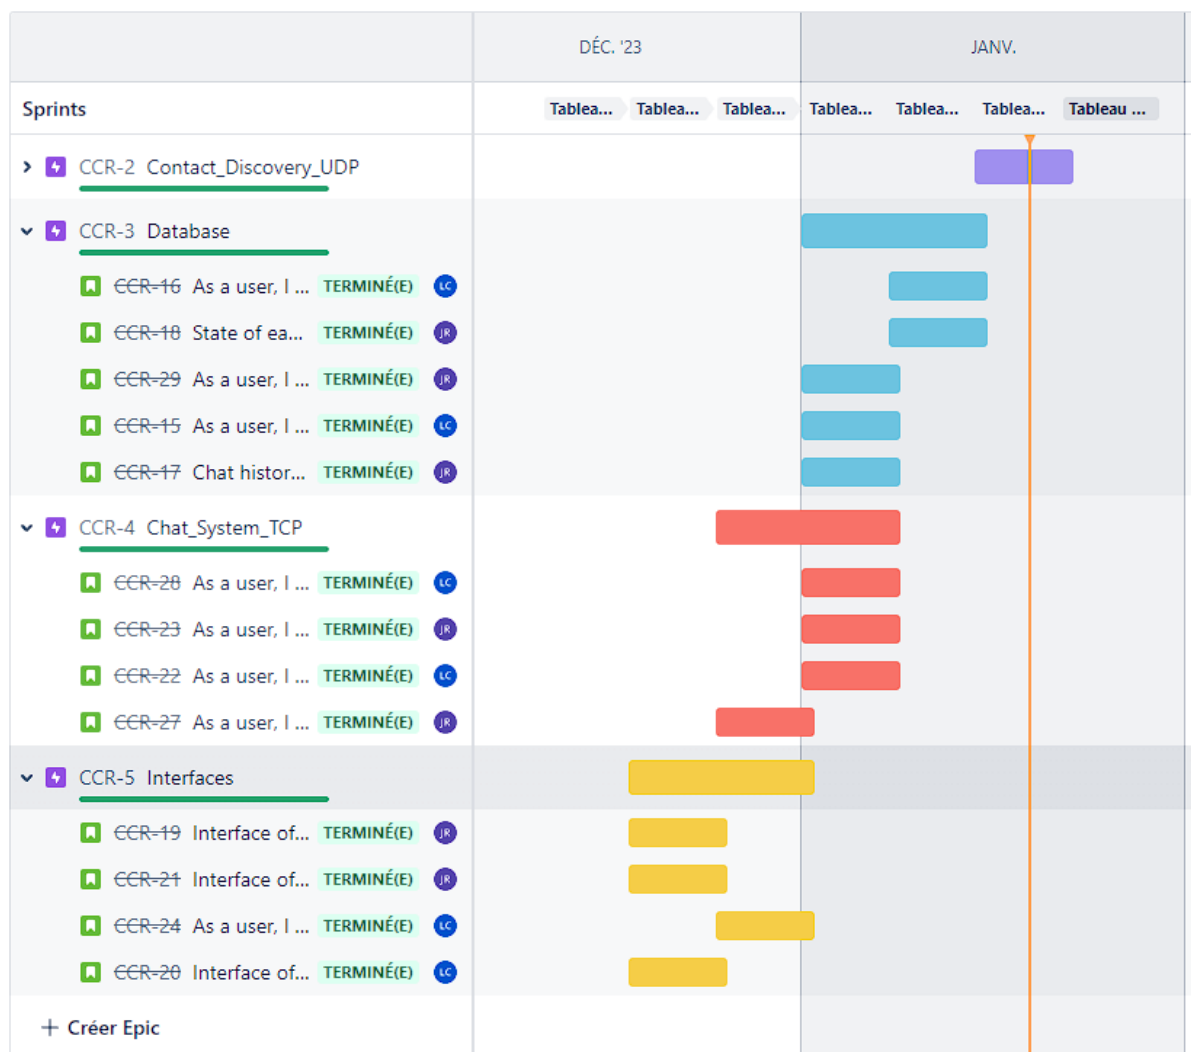 DÉC. '23 JANV.
Sprints Tablea... Tablea... Tablea... Tablea... Tablea... Tablea... Tableau ...
CCR-2 Contact_Discovery_UDP
CCR-3 Database
CCR-16 As a user, I ... TERMINÉ(E) LC
CCR-18 State of ea... TERMINÉ(E) JR
CCR-29 As a user, I ... TERMINÉ(E) JR
CCR-15 As a user, I ... TERMINÉ(E) LC
CCR-17 Chat histor... TERMINÉ(E) JR
CCR-4 Chat_System_TCP
CCR-28 As a user, I ... TERMINÉ(E) LC
CCR-23 As a user, I ... TERMINÉ(E) JR
CCR-22 As a user, I ... TERMINÉ(E) LC
CCR-27 As a user, I ... TERMINÉ(E) JR
CCR-5 Interfaces
CCR-19 Interface of... TERMINÉ(E) JR
CCR-21 Interface of... TERMINÉ(E) JR
CCR-24 As a user, I ... TERMINÉ(E) LC
CCR-20 Interface of... TERMINÉ(E) LC
+ Créer Epic